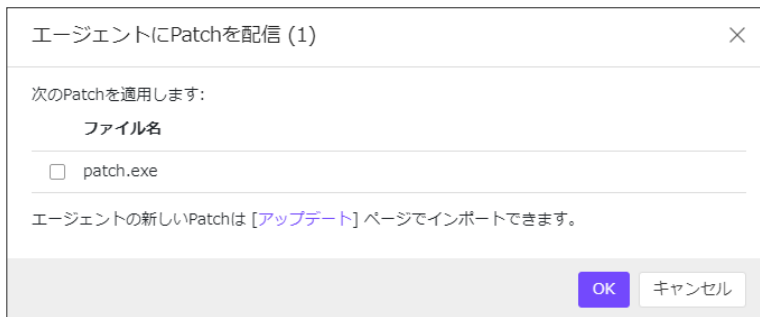 エージェントにPatchを配信 (1)
次のPatchを適用します:
ファイル名
patch.exe
エージェントの新しいPatchは [アップデート] ページでインポートできます。
OK キャンセル